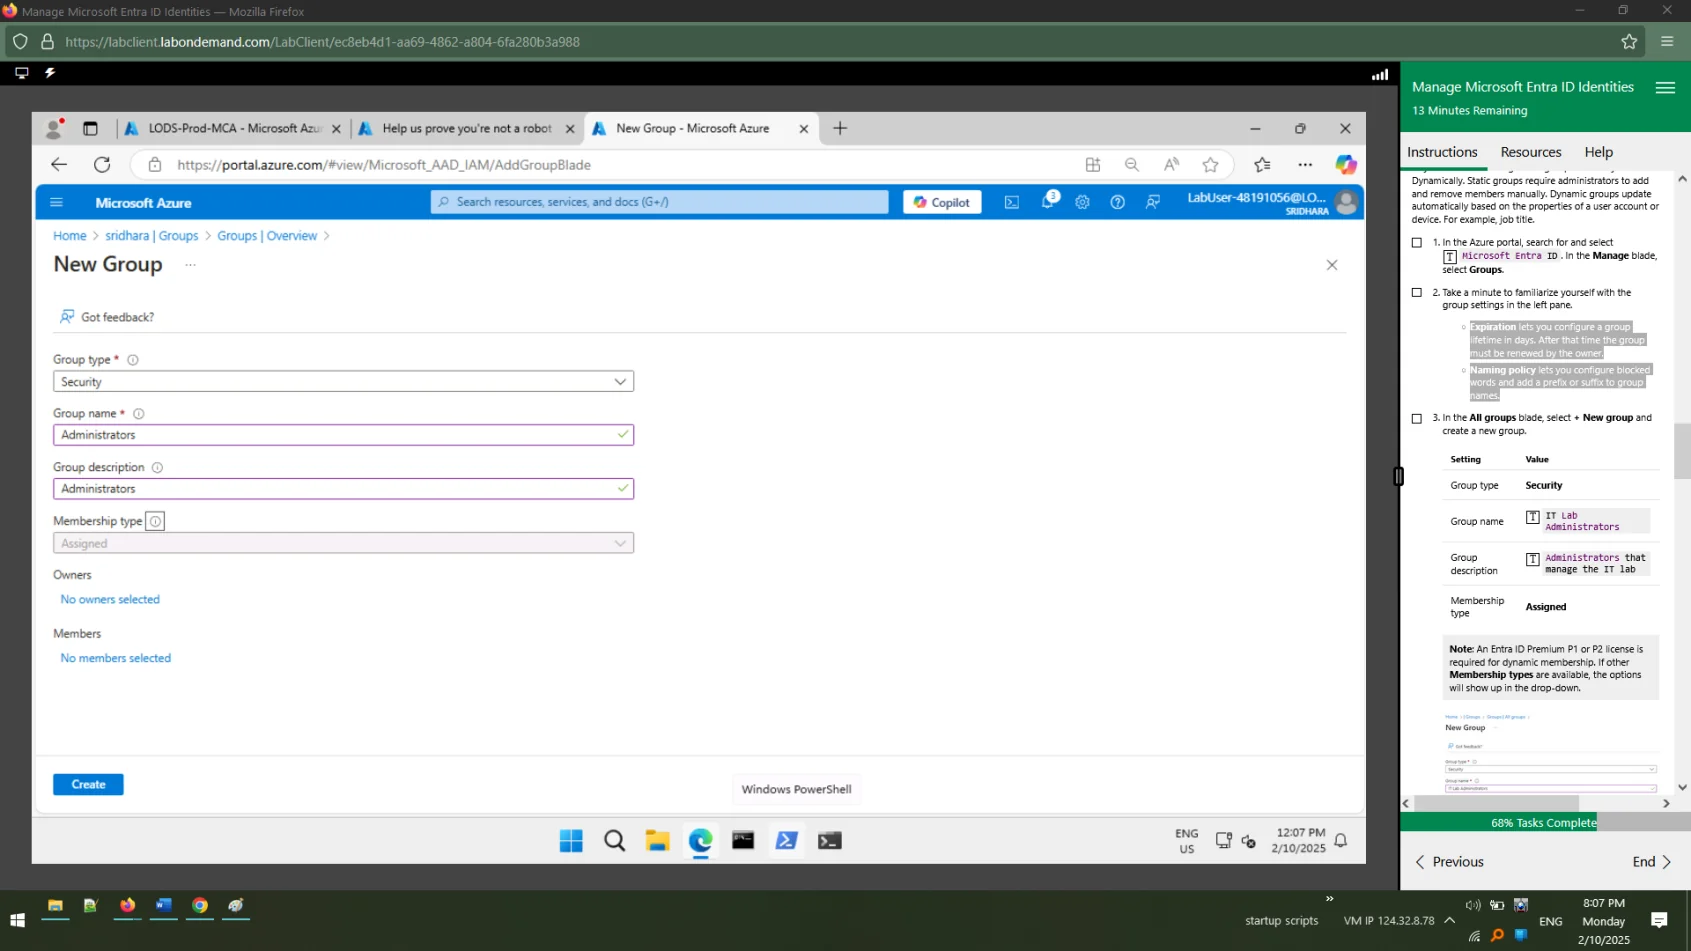 Manage Microsoft Entra ID Identities — Mozilla Firefox
https://labclient.labondemand.com/LabClient/ec8eb4d1-aa69-4862-a804-6fa280b3a988
LODS-Prod-MCA - Microsoft Azu
Help us prove you're not a robot
New Group - Microsoft Azure
https://portal.azure.com/#view/Microsoft_AAD_IAM/AddGroupBlade
Microsoft Azure
Search resources, services, and docs (G+/)
Copilot
3
LabUser-48191056@LO...
SRIDHARA
Home > sridhara | Groups > Groups | Overview >
New Group
...
Got feedback?
Group type *
Security
Group name *
Administrators
Group description
Administrators
Membership type
Assigned
Owners
No owners selected
Members
No members selected
Create
Windows PowerShell
ENG
US
12:07 PM
2/10/2025
Manage Microsoft Entra ID Identities
13 Minutes Remaining
Instructions
Resources
Help
Dynamically. Static groups require administrators to add
and remove members manually. Dynamic groups update
automatically based on the properties of a user account or
device. For example, job title.
1. In the Azure portal, search for and select
T Microsoft Entra ID. In the Manage blade,
select Groups.
2. Take a minute to familiarize yourself with the
group settings in the left pane.
Expiration lets you configure a group
lifetime in days. After that time the group
must be renewed by the owner.
Naming policy lets you configure blocked
words and add a prefix or suffix to group
names.
3. In the All groups blade, select + New group and
create a new group.
Setting Value
Group type Security
Group name T IT Lab
Administrators
Group
description
T Administrators that
manage the IT lab
Membership
type
Assigned
Note: An Entra ID Premium P1 or P2 license is
required for dynamic membership. If other
Membership types are available, the options
will show up in the drop-down.
New Group
Got feedback?
Group type *
Security
Group name *
IT Lab Administrators
68% Tasks Complete
Previous
End
startup scripts
VM IP 124.32.8.78
ENG
8:07 PM
Monday
2/10/2025